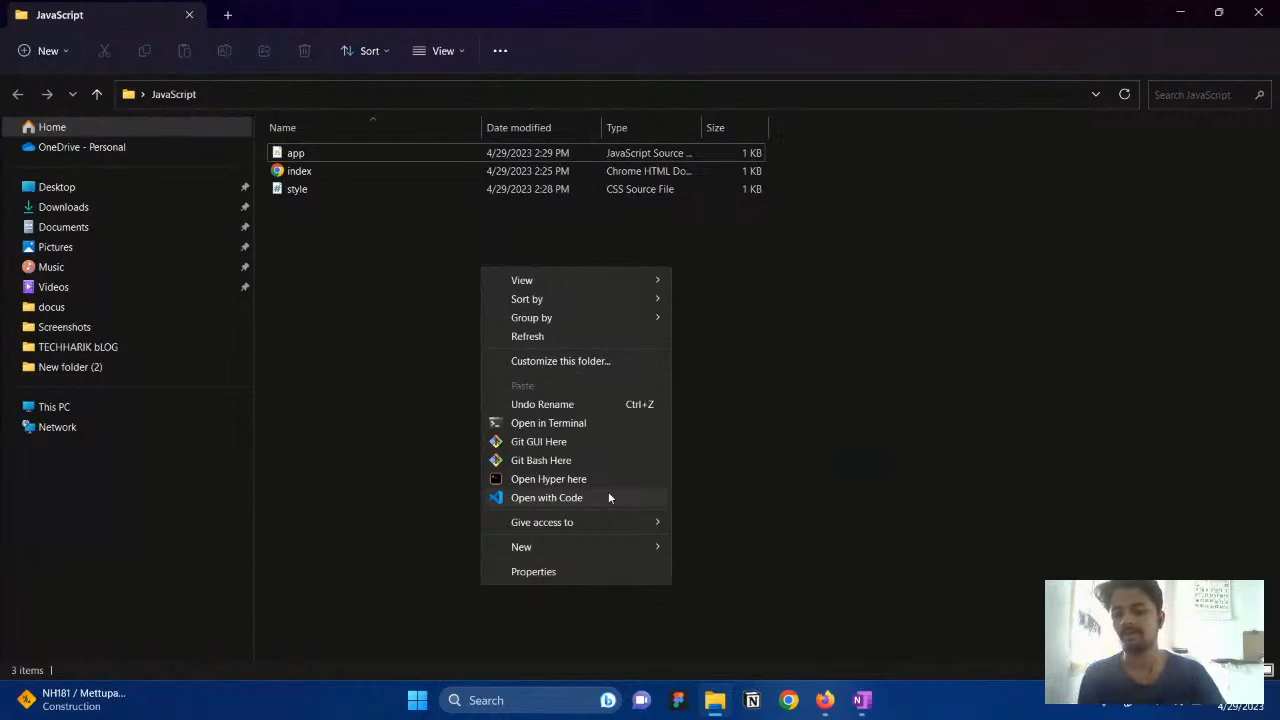 JavaScript
New
Sort
View
JavaScript
Search JavaScript
Name
Date modified
Type
Size
Home
OneDrive - Personal
app
4/29/2023 2:29 PM
JavaScript Source ...
1 KB
index
4/29/2023 2:25 PM
Chrome HTML Do...
1 KB
style
4/29/2023 2:28 PM
CSS Source File
1 KB
Desktop
Downloads
Documents
Pictures
Music
Videos
docus
Screenshots
TECHHARIK bLOG
New folder (2)
This PC
Network
View
Sort by
Group by
Refresh
Customize this folder...
Paste
Undo Rename Ctrl+Z
Open in Terminal
Git GUI Here
Git Bash Here
Open Hyper here
Open with Code
Give access to
New
Properties
3 items
NH181 / Mettupa...
Construction
Search
4/29/2023